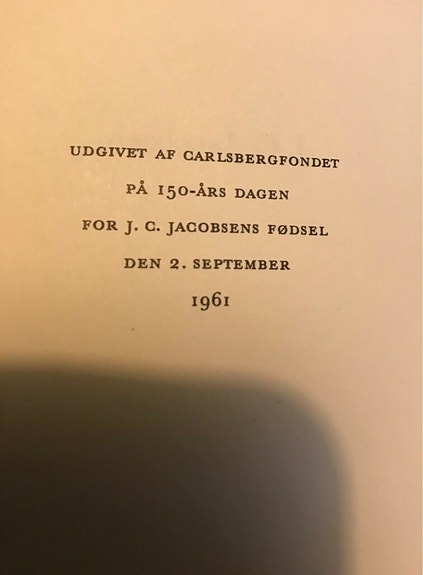 UDGIVET AF CARLSBERGFONDET
PÅ 150-ÅRS DAGEN
FOR J. C. JACOBSENS FØDSEL
DEN 2. SEPTEMBER
1961